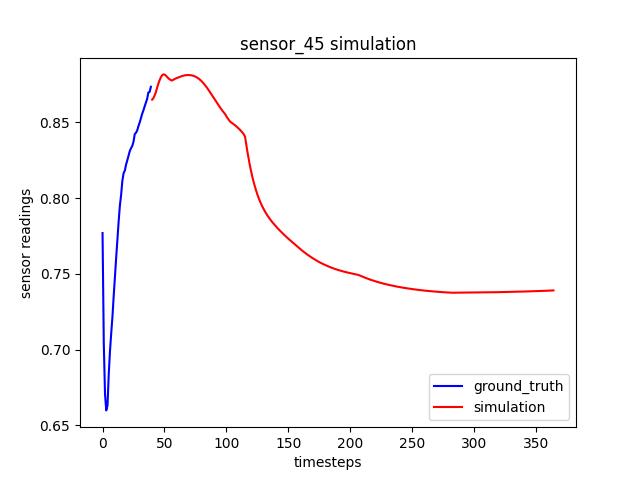 sensor_45 simulation
sensor readings
0.85
0.80
0.75
0.70
0.65
0 50 100 150 200 250 300 350
timesteps
ground_truth
simulation